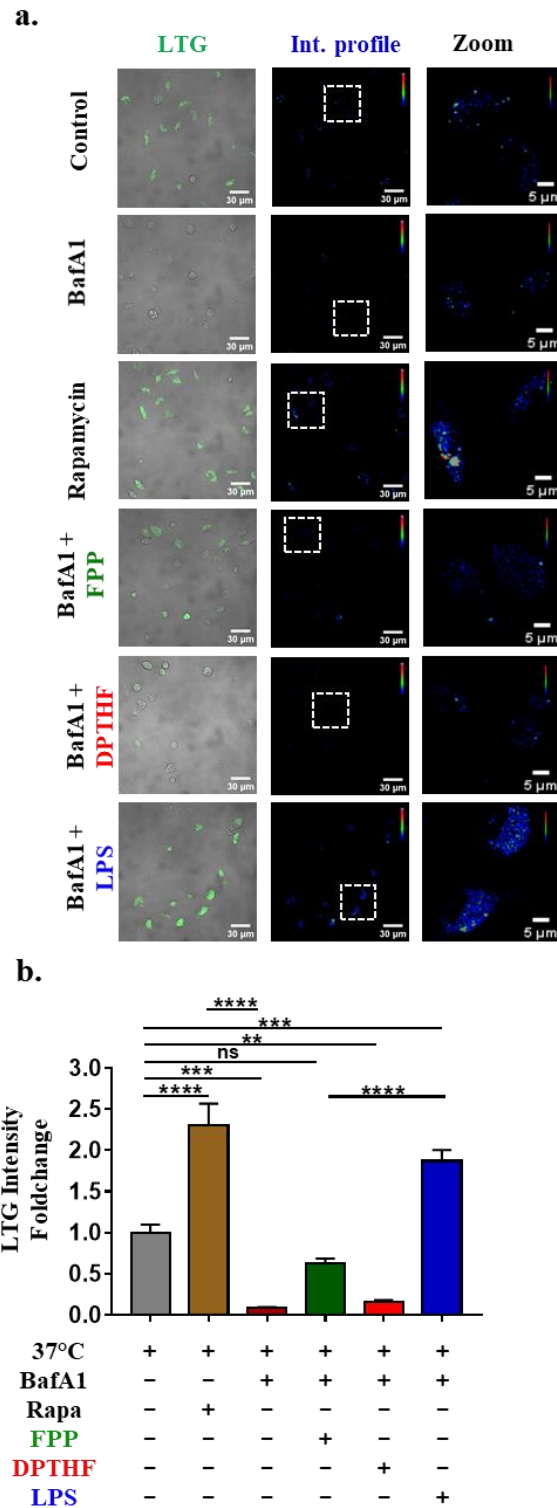 a.
LTG Int. profile Zoom
Control
30 µm 30 µm 5 µm
BafA1
30 µm 30 µm 5 µm
Rapamycin
30 µm 30 µm 5 µm
BafA1 +
FPP
30 µm 30 µm 5 µm
BafA1 +
DPTHF
30 µm 30 µm 5 µm
BafA1 +
LPS
30 µm 30 µm 5 µm
b.
****
***
**
ns
***
****
****
LTG Intensity
Foldchange
3.0
2.5
2.0
1.5
1.0
0.5
0.0
37°C + + + + + +
BafA1 − − + + + +
Rapa − + − − − −
FPP − − − + − −
DPTHF − − − − + −
LPS − − − − − +